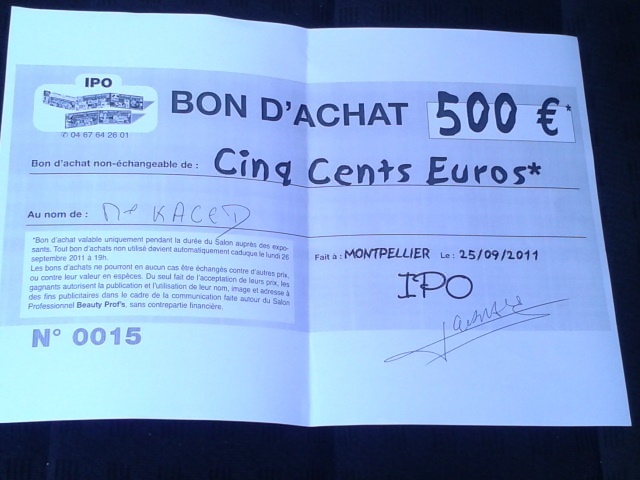 IPO
✆ 04 67 64 26 01
BON D'ACHAT 500 €*
Bon d'achat non-échangeable de : Cinq Cents Euros*
Au nom de : Mr KACED
*Bon d'achat valable uniquement pendant la durée du Salon auprès des expo-
sants. Tout bon d'achats non utilisé devient automatiquement caduque le lundi 26
septembre 2011 à 19h.
Les bons d'achats ne pourront en aucun cas être échangés contre d'autres prix,
ou contre leur valeur en espèces. Du seul fait de l'acceptation de leurs prix, les
gagnants autorisent la publication et l'utilisation de leur nom, image et adresse à
des fins publicitaires dans le cadre de la communication faite autour du Salon
Professionnel Beauty Prof's, sans contrepartie financière.
Fait à : MONTPELLIER Le : 25/09/2011
IPO
N° 0015